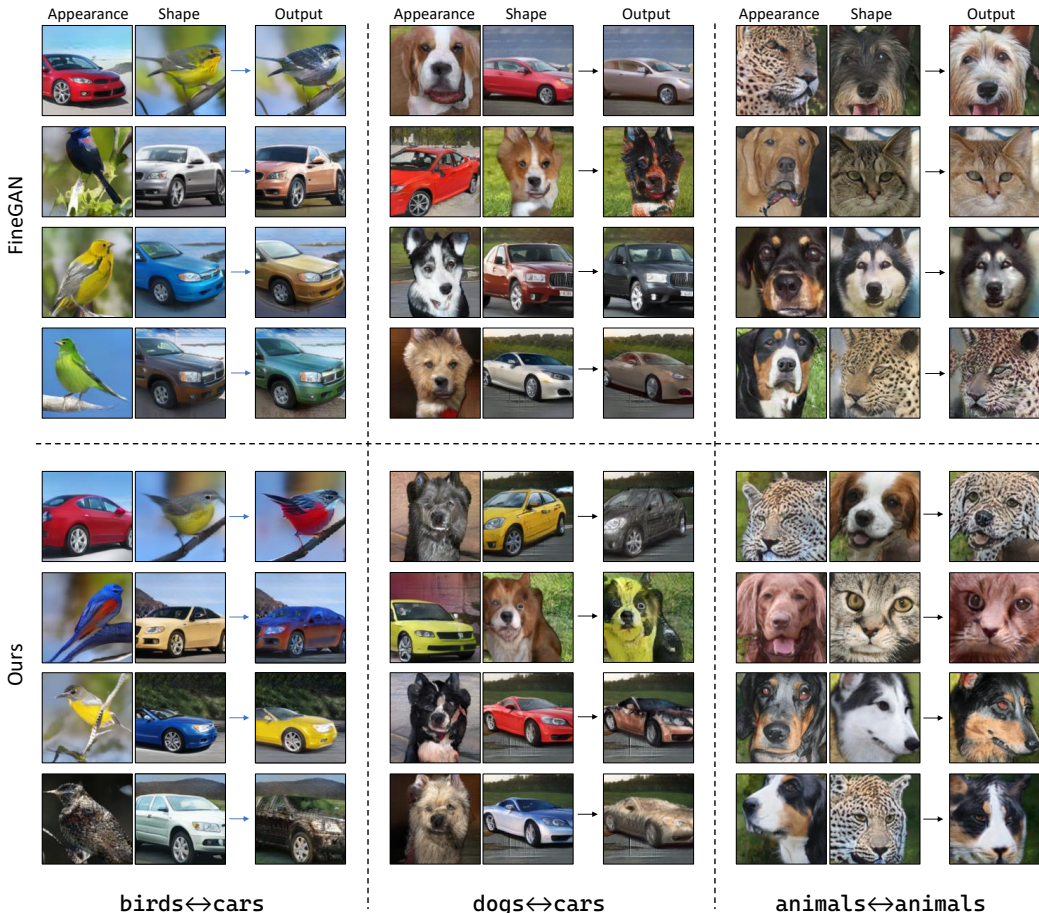 Appearance Shape Output Appearance Shape Output Appearance Shape Output
FineGAN
Ours
birds↔cars dogs↔cars animals↔animals